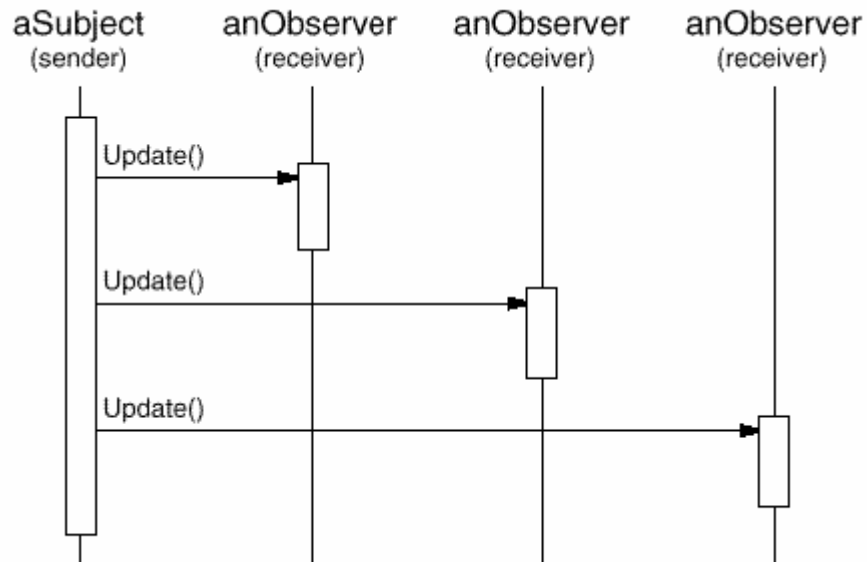 aSubject anObserver anObserver anObserver
(sender) (receiver) (receiver) (receiver)
Update()
Update()
Update()